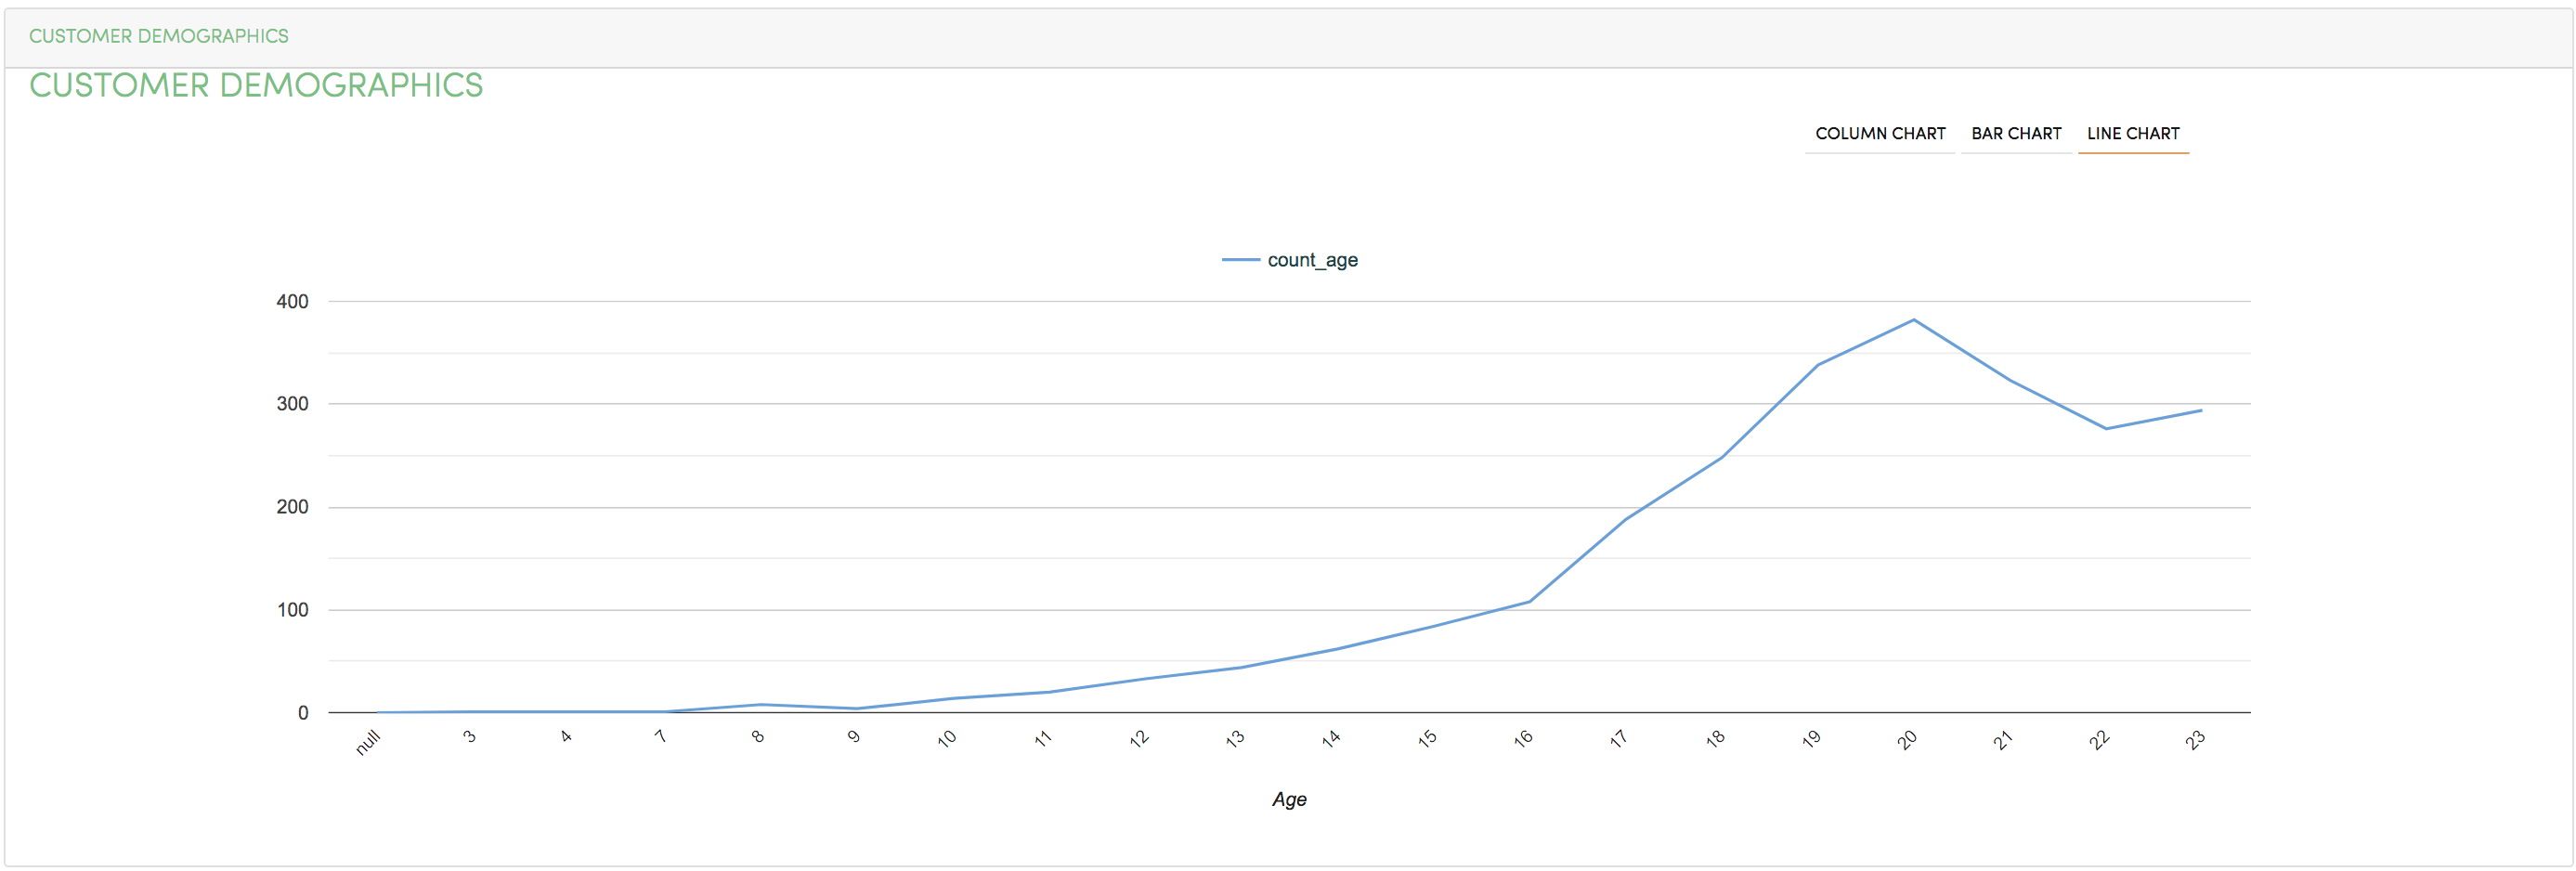 CUSTOMER DEMOGRAPHICS
CUSTOMER DEMOGRAPHICS
COLUMN CHART BAR CHART LINE CHART
count_age
400
300
200
100
0
null 3 4 7 8 9 10 11 12 13 14 15 16 17 18 19 20 21 22 23
Age